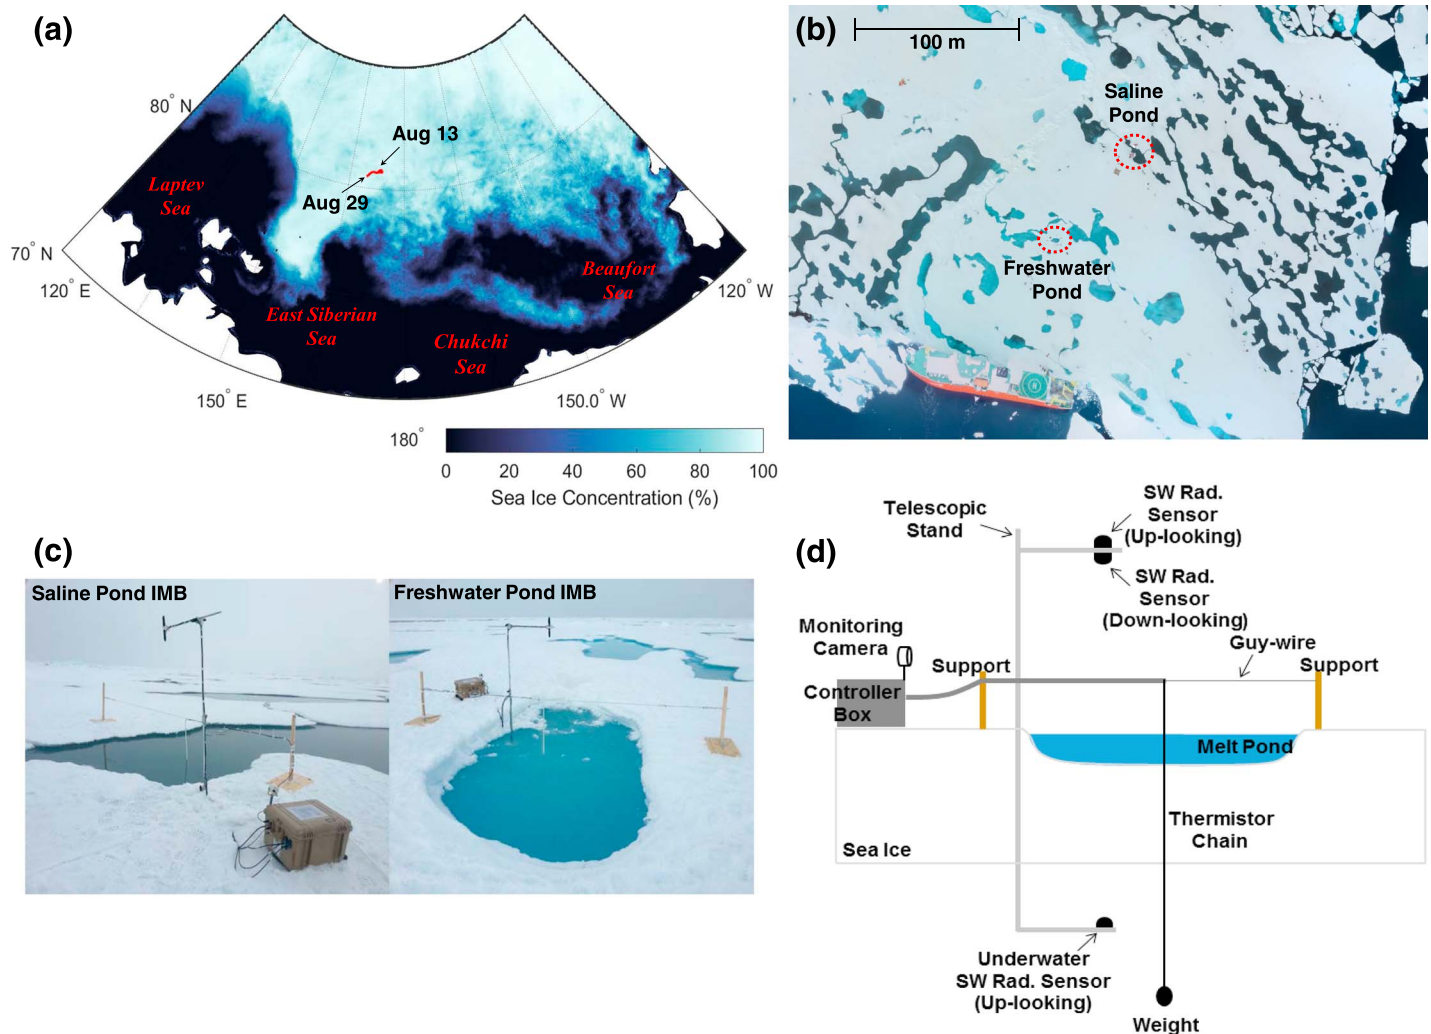 (a)
80° N
Aug 13
Laptev
Sea
Aug 29
70° N
120° E
Beaufort
Sea
120° W
East Siberian
Sea
Chukchi
Sea
150° E
150.0° W
180°
0 20 40 60 80 100
Sea Ice Concentration (%)
(b)
100 m
Saline
Pond
Freshwater
Pond
H
(c)
Saline Pond IMB
Freshwater Pond IMB
(d)
Telescopic
Stand
SW Rad.
Sensor
(Up-looking)
SW Rad.
Sensor
(Down-looking)
Monitoring
Camera
Guy-wire
Support
Support
Controller
Box
Melt Pond
Thermistor
Chain
Sea Ice
Underwater
SW Rad. Sensor
(Up-looking)
Weight